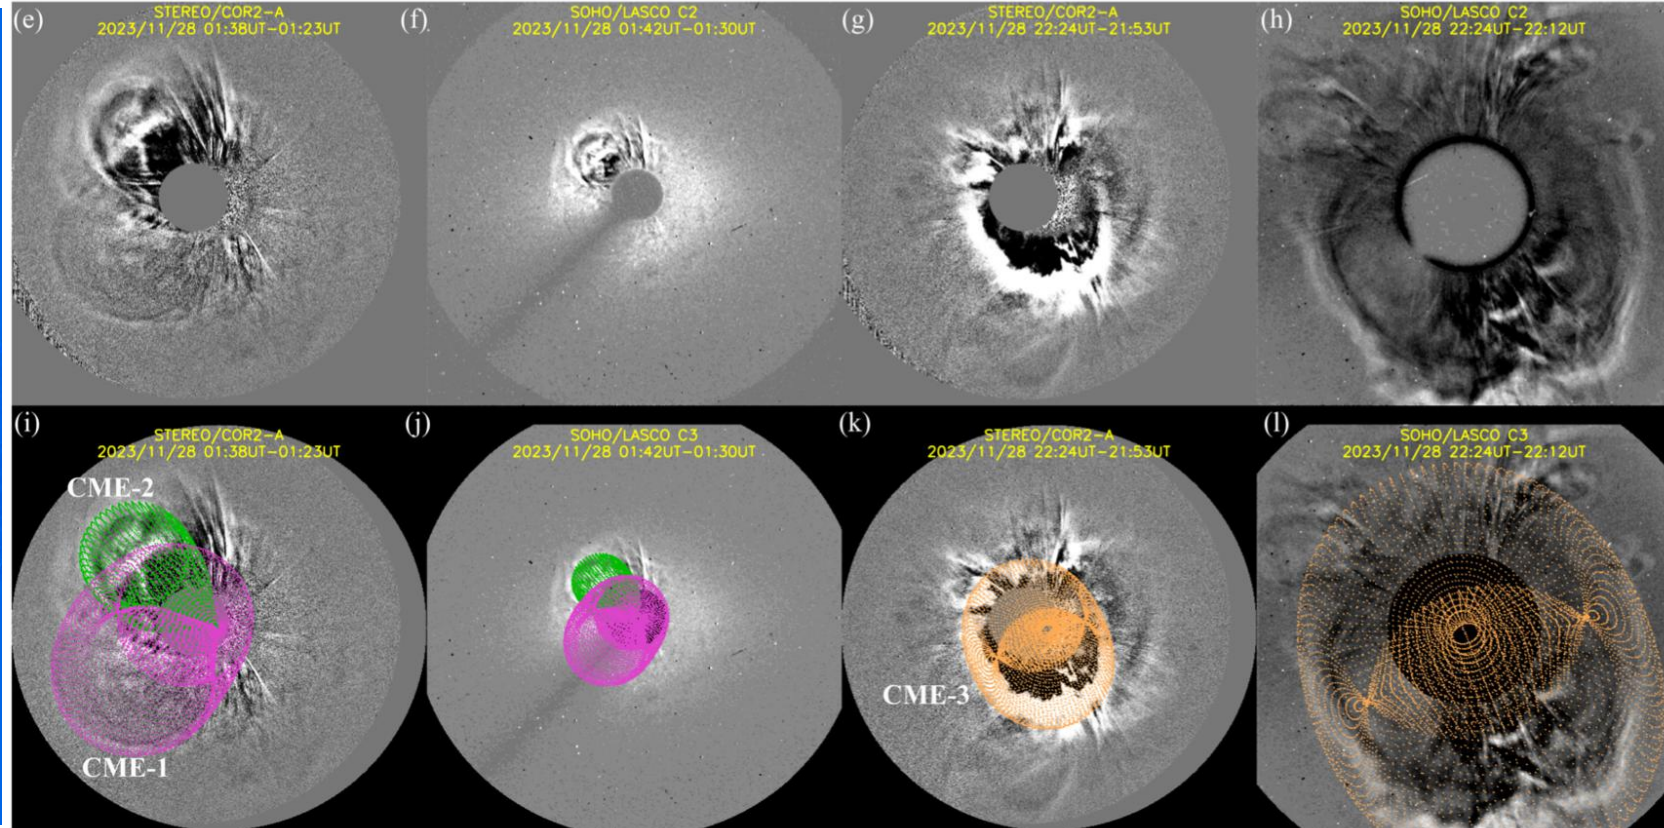 (e)
STEREO/COR2-A
2023/11/28 01:38UT-01:23UT
(f)
SOHO/LASCO C2
2023/11/28 01:42UT-01:30UT
(g)
STEREO/COR2-A
2023/11/28 22:24UT-21:53UT
(h)
SOHO/LASCO C2
2023/11/28 22:24UT-22:12UT
(i)
STEREO/COR2-A
2023/11/28 01:38UT-01:23UT
CME-2
CME-1
(j)
SOHO/LASCO C3
2023/11/28 01:42UT-01:30UT
(k)
STEREO/COR2-A
2023/11/28 22:24UT-21:53UT
CME-3
(l)
SOHO/LASCO C3
2023/11/28 22:24UT-22:12UT